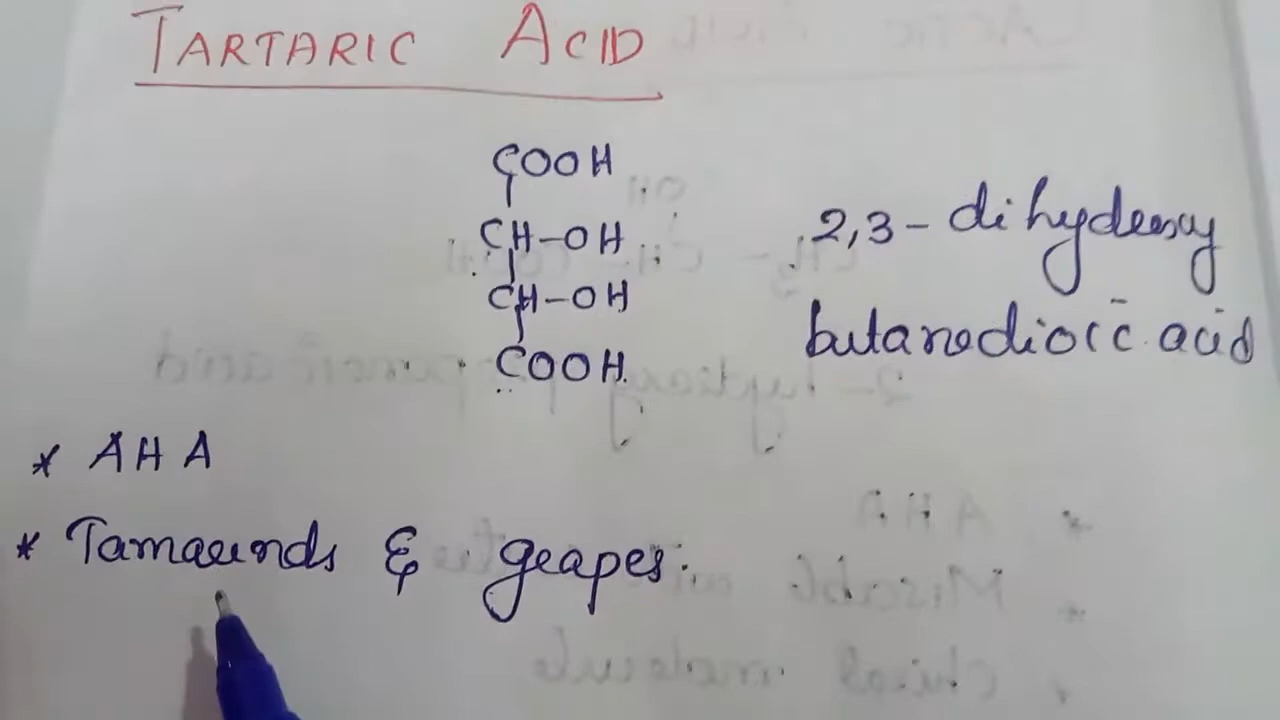 TARTARIC ACID
COOH
CH-OH
CH-OH
COOH
2,3- dihydroxy
butanedioic acid
* AHA
* Tamarinds & grapes.